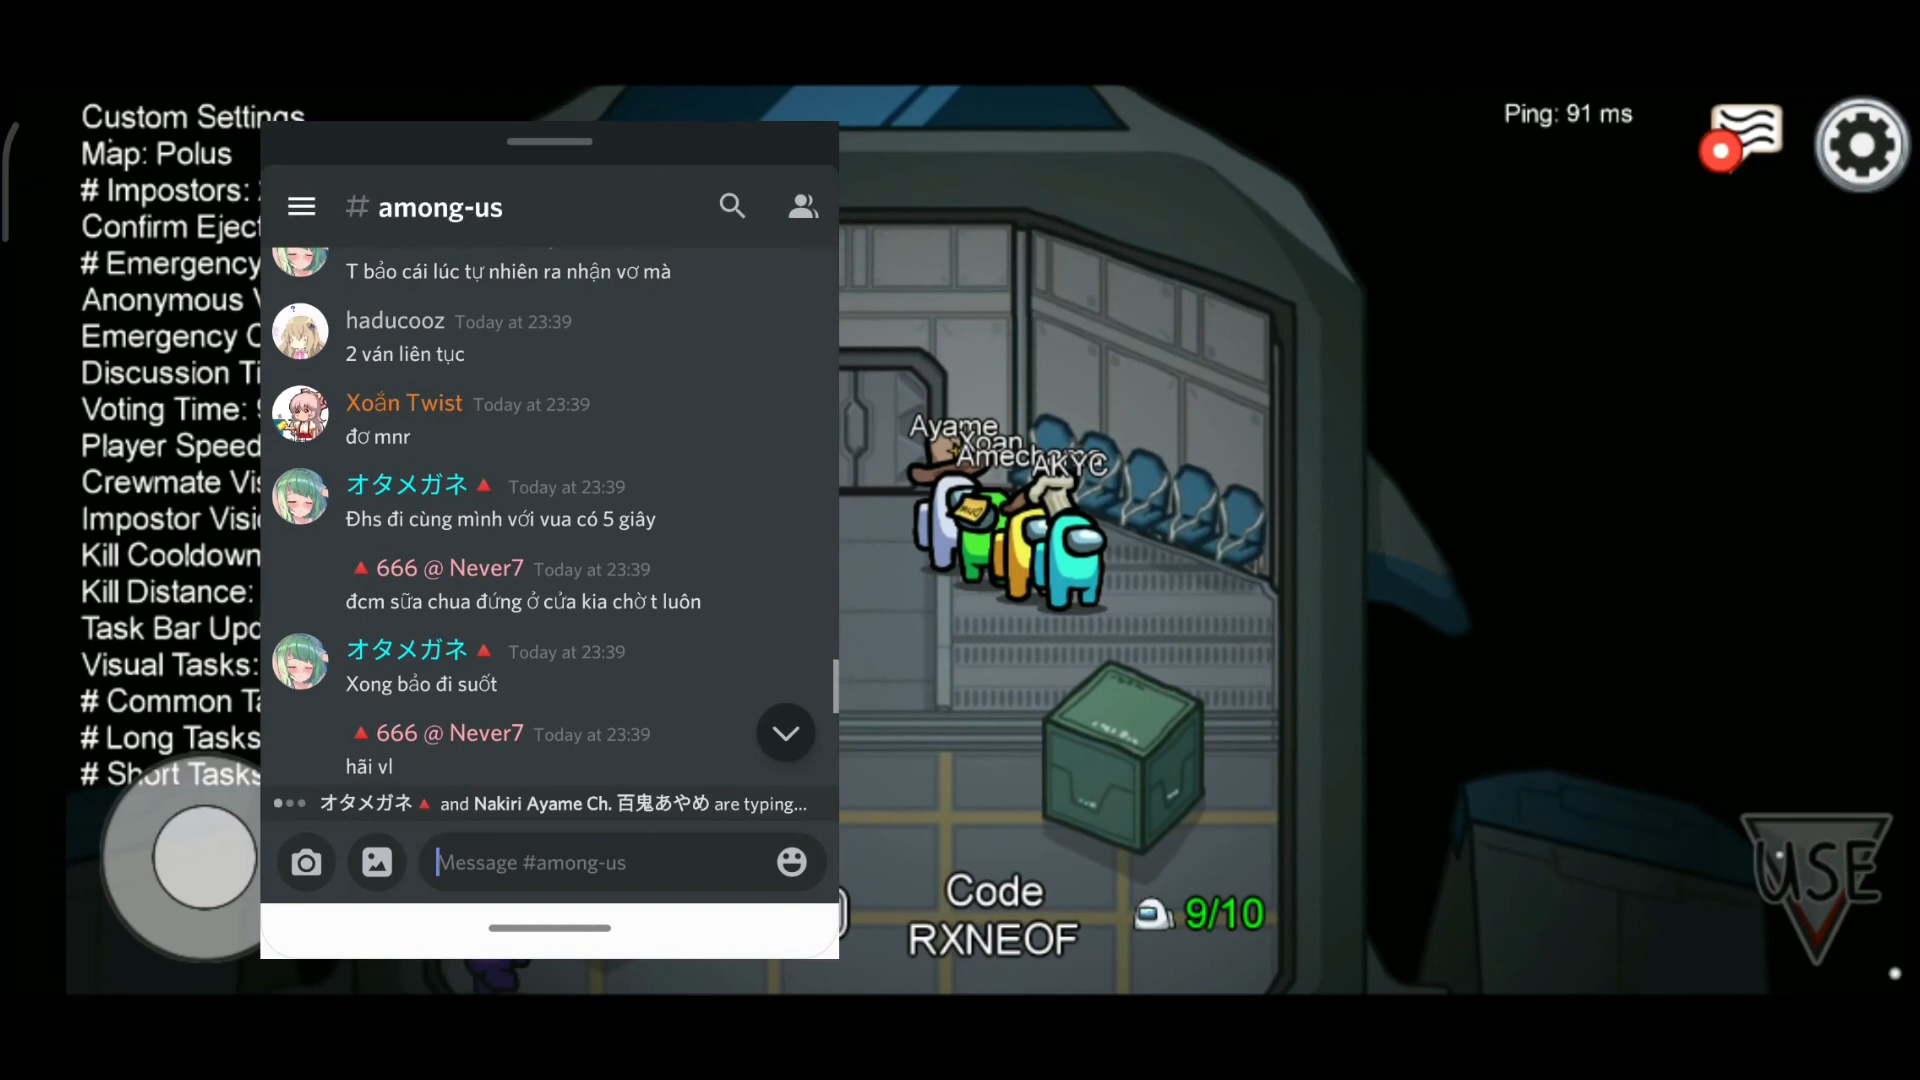 Custom Settings
Map: Polus
# Impostors:
Confirm Eject
# Emergency
Anonymous V
Emergency C
Discussion Ti
Voting Time:
Player Speed
Crewmate Vis
Impostor Visi
Kill Cooldown
Kill Distance:
Task Bar Upd
Visual Tasks:
# Common Ta
# Long Tasks
# Short Tasks
# among-us
T bảo cái lúc tự nhiên ra nhận vơ mà
haducooz Today at 23:39
2 ván liên tục
Xoắn Twist Today at 23:39
đơ mnr
オタメガネ🔺 Today at 23:39
Đhs đi cùng mình với vua có 5 giây
🔺666 @ Never7 Today at 23:39
đcm sữa chua đứng ở cửa kia chờ t luôn
オタメガネ🔺 Today at 23:39
Xong bảo đi suốt
🔺666 @ Never7 Today at 23:39
hãi vl
オタメガネ🔺 and Nakiri Ayame Ch. 百鬼あやめ are typing...
Message #among-us
Ping: 91 ms
Ayame
Xoan
AKYC
Code
RXNEOF
9/10
USE